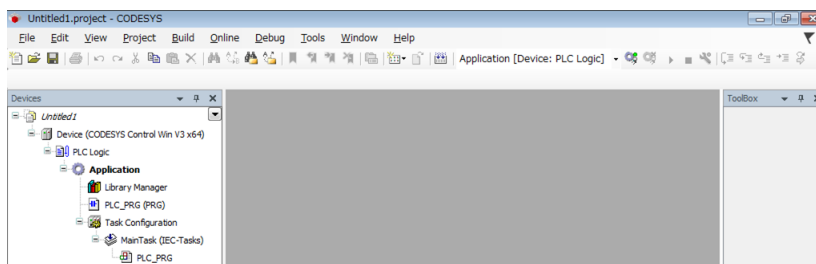 Untitled1.project - CODESYS
File Edit View Project Build Online Debug Tools Window Help
Application [Device: PLC Logic]
Devices
ToolBox
Untitled1
Device (CODESYS Control Win V3 x64)
PLC Logic
Application
Library Manager
PLC_PRG (PRG)
Task Configuration
MainTask (IEC-Tasks)
PLC_PRG